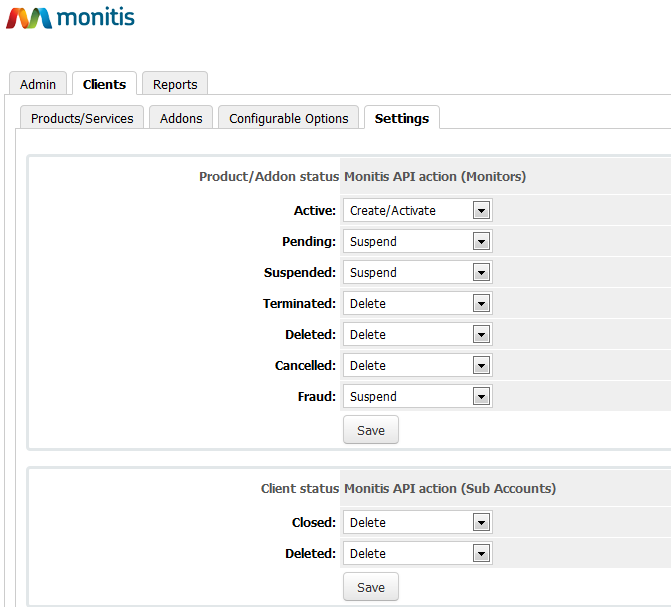 monitis
Admin Clients Reports
Products/Services Addons Configurable Options Settings
Product/Addon status Monitis API action (Monitors)
Active: Create/Activate
Pending: Suspend
Suspended: Suspend
Terminated: Delete
Deleted: Delete
Cancelled: Delete
Fraud: Suspend
Save
Client status Monitis API action (Sub Accounts)
Closed: Delete
Deleted: Delete
Save